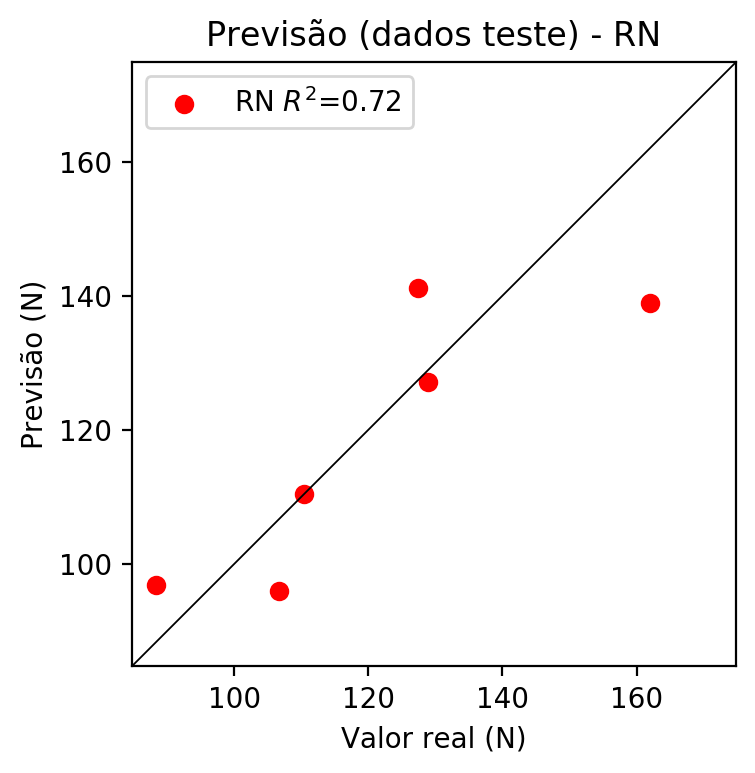 Previsão (dados teste) - RN
RN R²=0.72
160
140
120
100
Previsão (N)
100 120 140 160
Valor real (N)